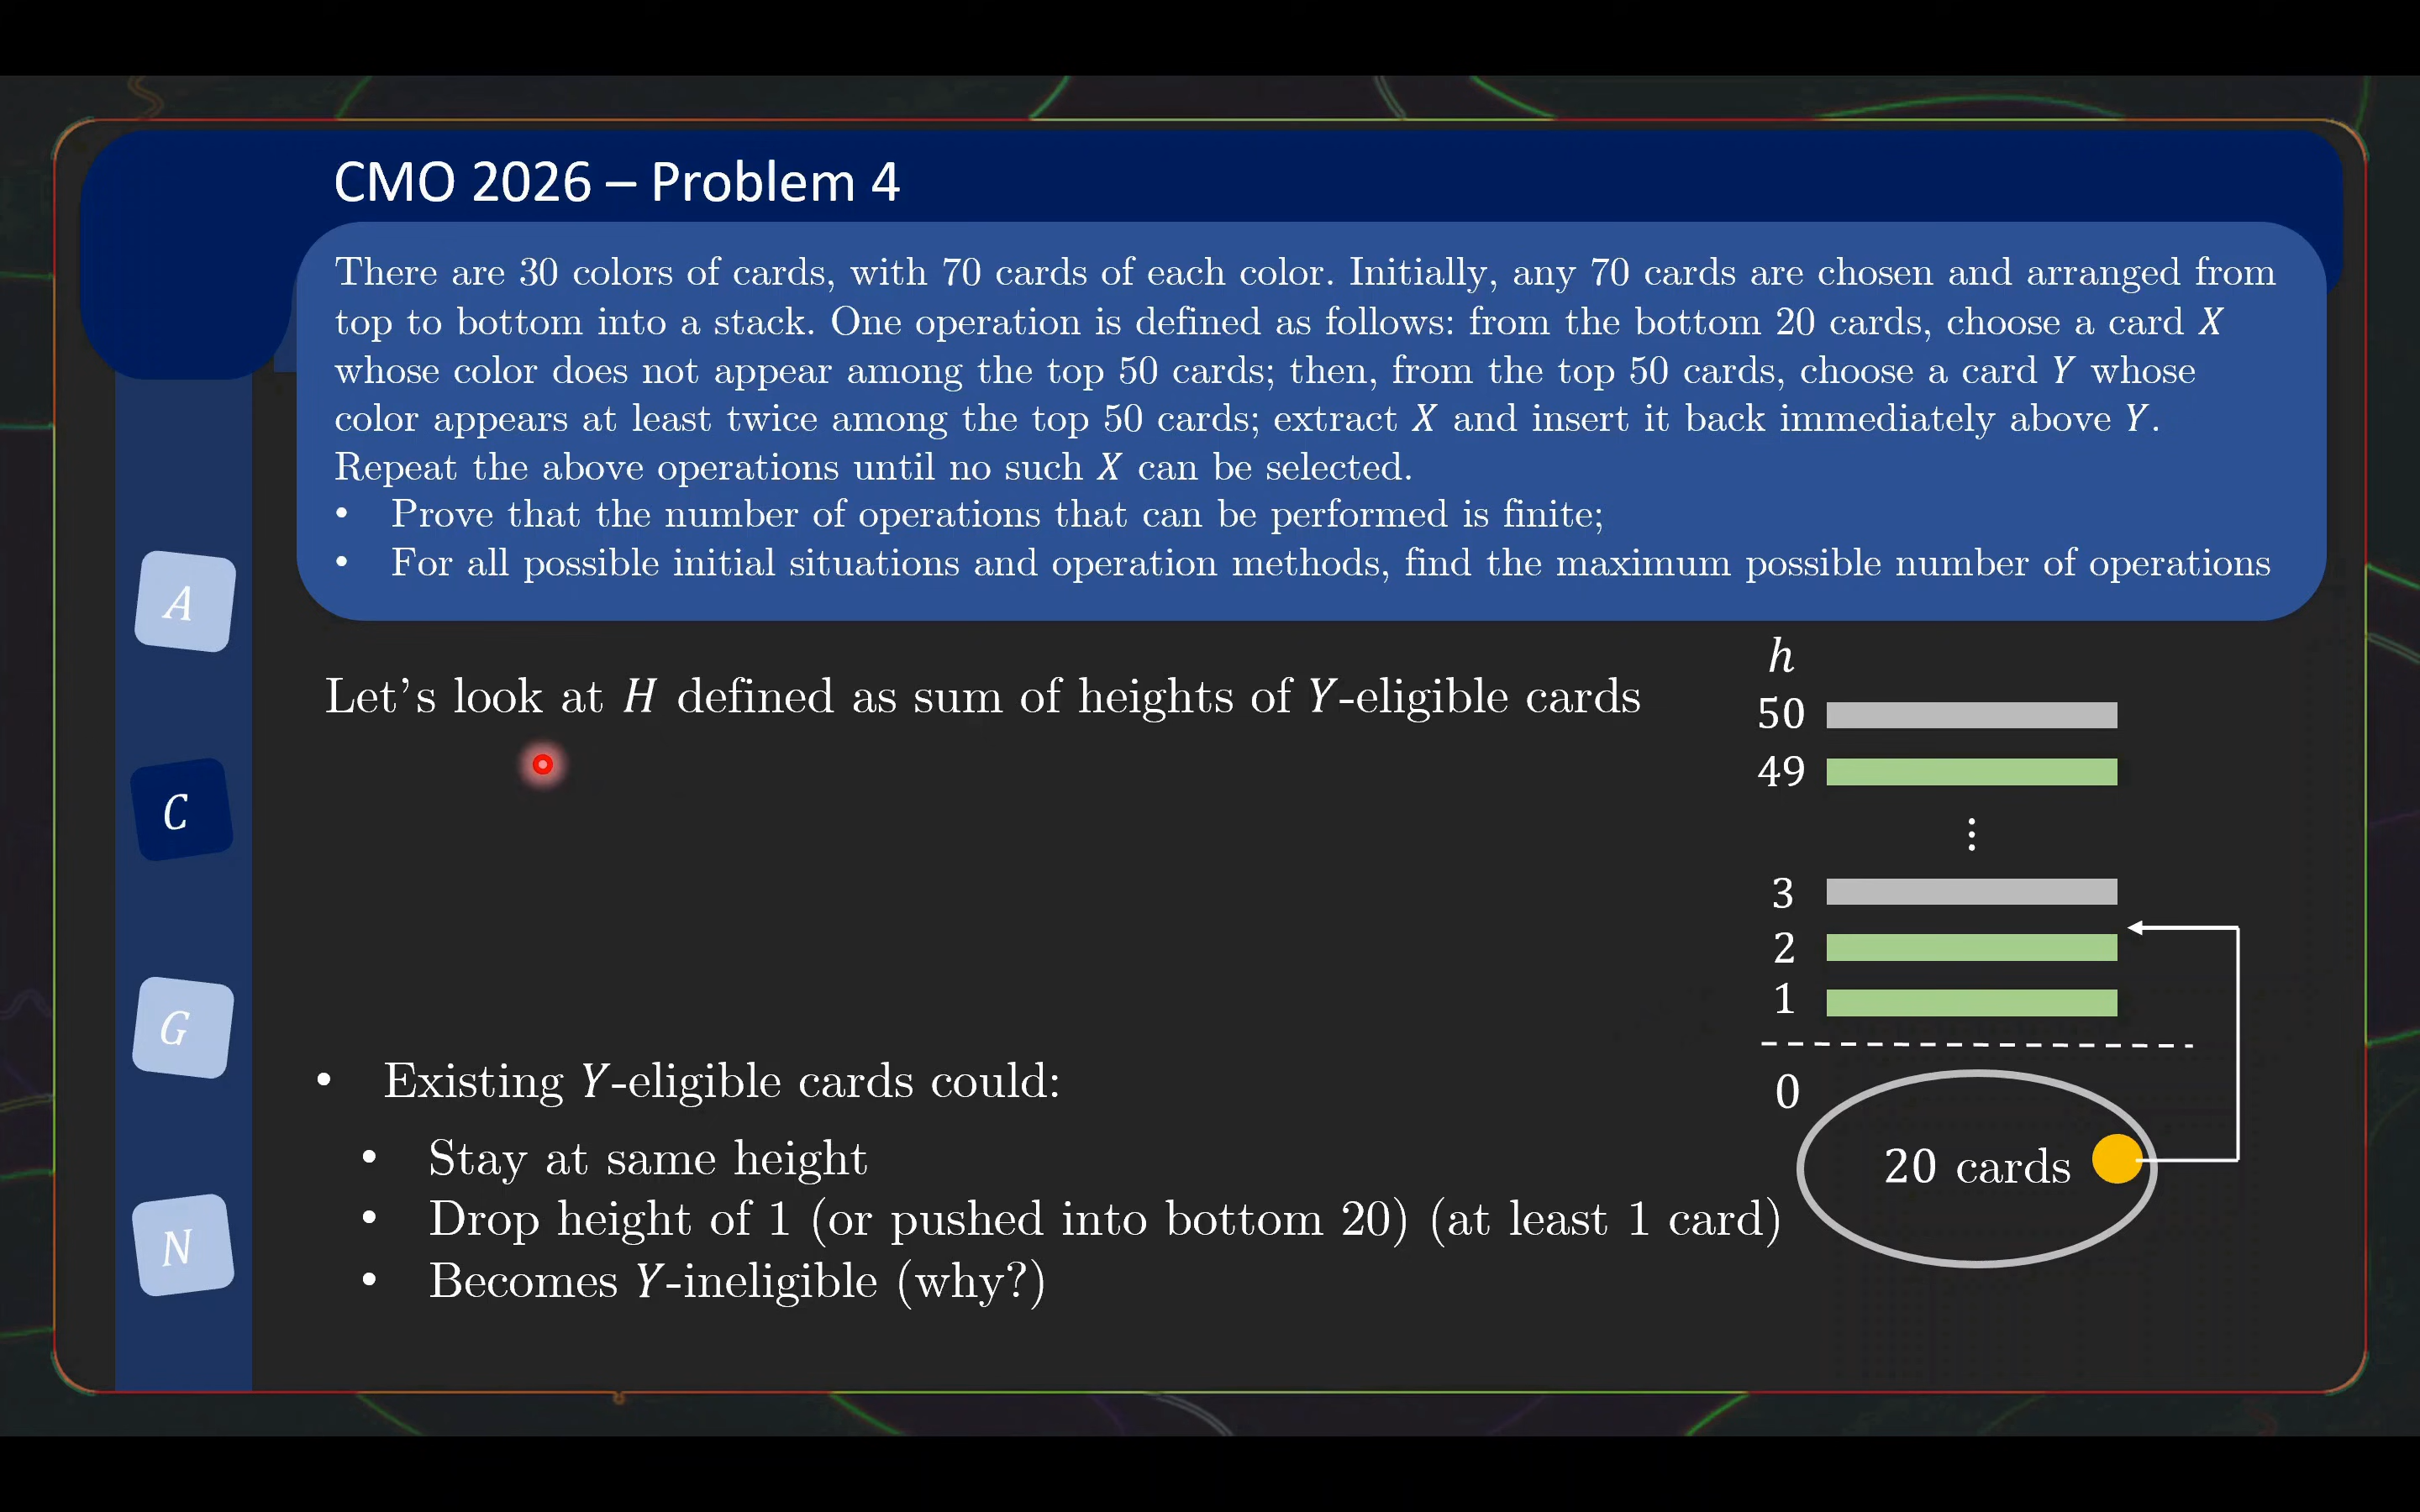 CMO 2026 – Problem 4
There are 30 colors of cards, with 70 cards of each color. Initially, any 70 cards are chosen and arranged from
top to bottom into a stack. One operation is defined as follows: from the bottom 20 cards, choose a card X
whose color does not appear among the top 50 cards; then, from the top 50 cards, choose a card Y whose
color appears at least twice among the top 50 cards; extract X and insert it back immediately above Y.
Repeat the above operations until no such X can be selected.
• Prove that the number of operations that can be performed is finite;
• For all possible initial situations and operation methods, find the maximum possible number of operations
A
C
G
N
Let's look at H defined as sum of heights of Y-eligible cards
• Existing Y-eligible cards could:
• Stay at same height
• Drop height of 1 (or pushed into bottom 20) (at least 1 card)
• Becomes Y-ineligible (why?)
h
50
49
⋮
3
2
1
0
20 cards